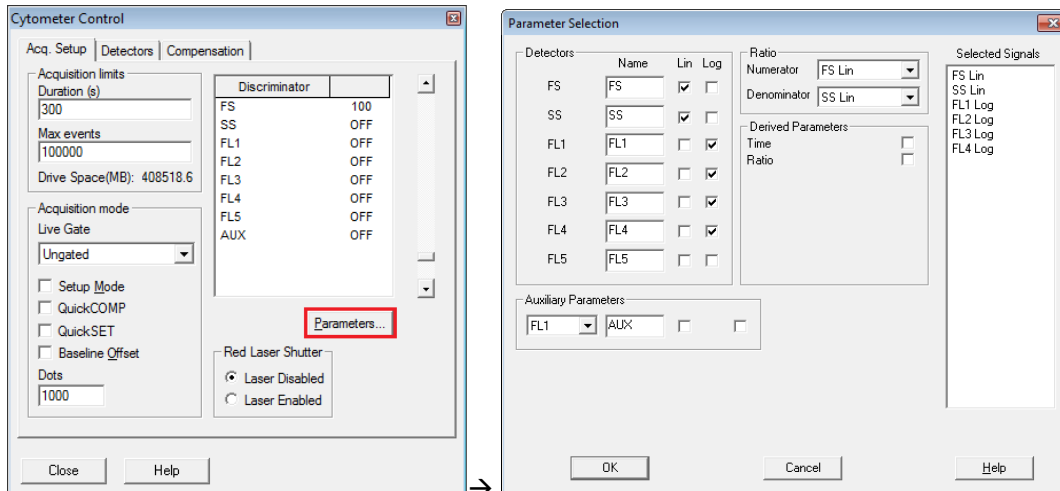 Cytometer Control
Acq. Setup Detectors Compensation
Acquisition limits
Duration (s)
300
Max events
100000
Drive Space(MB): 408518.6
Acquisition mode
Live Gate
Ungated
Setup Mode
QuickCOMP
QuickSET
Baseline Offset
Dots
1000
Discriminator
FS 100
SS OFF
FL1 OFF
FL2 OFF
FL3 OFF
FL4 OFF
FL5 OFF
AUX OFF
Parameters...
Red Laser Shutter
Laser Disabled
Laser Enabled
Close Help
→
Parameter Selection
Detectors
Name Lin Log
FS FS
SS SS
FL1 FL1
FL2 FL2
FL3 FL3
FL4 FL4
FL5 FL5
Auxiliary Parameters
FL1 AUX
Ratio
Numerator FS Lin
Denominator SS Lin
Derived Parameters
Time
Ratio
Selected Signals
FS Lin
SS Lin
FL1 Log
FL2 Log
FL3 Log
FL4 Log
OK Cancel Help